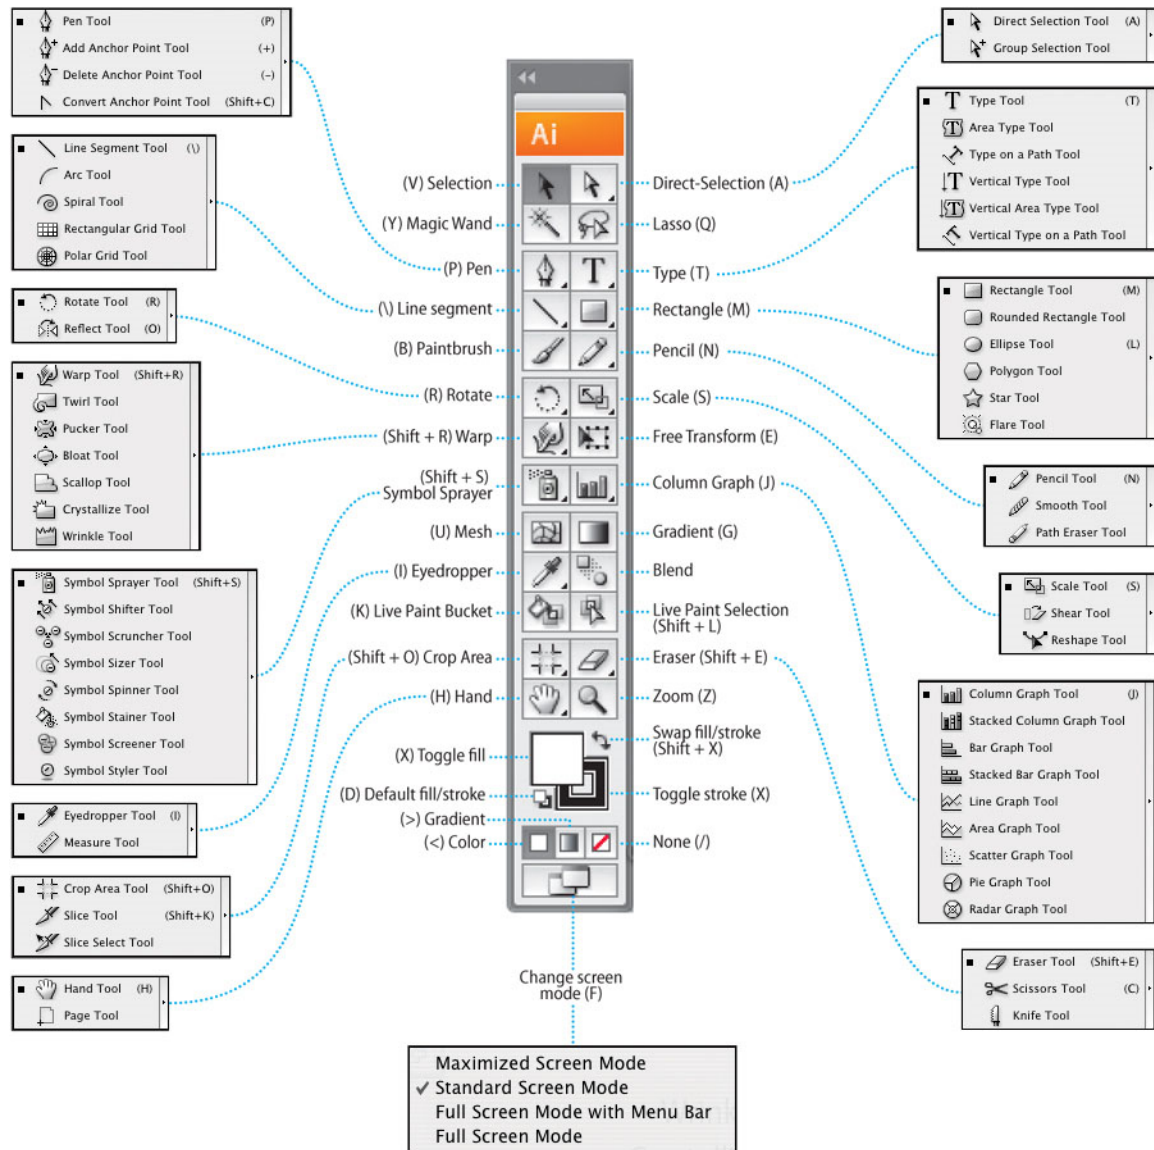 Pen Tool (P)
Add Anchor Point Tool (+)
Delete Anchor Point Tool (-)
Convert Anchor Point Tool (Shift+C)
Line Segment Tool (\)
Arc Tool
Spiral Tool
Rectangular Grid Tool
Polar Grid Tool
Rotate Tool (R)
Reflect Tool (O)
Warp Tool (Shift+R)
Twirl Tool
Pucker Tool
Bloat Tool
Scallop Tool
Crystallize Tool
Wrinkle Tool
Symbol Sprayer Tool (Shift+S)
Symbol Shifter Tool
Symbol Scruncher Tool
Symbol Sizer Tool
Symbol Spinner Tool
Symbol Stainer Tool
Symbol Screener Tool
Symbol Styler Tool
Eyedropper Tool (I)
Measure Tool
Crop Area Tool (Shift+O)
Slice Tool (Shift+K)
Slice Select Tool
Hand Tool (H)
Page Tool
Ai
(V) Selection
(Y) Magic Wand
(P) Pen
(\) Line segment
(B) Paintbrush
(R) Rotate
(Shift + R) Warp
(Shift + S)
Symbol Sprayer
(U) Mesh
(I) Eyedropper
(K) Live Paint Bucket
(Shift + O) Crop Area
(H) Hand
(X) Toggle fill
(D) Default fill/stroke
(>) Gradient
(<) Color
Direct-Selection (A)
Lasso (Q)
Type (T)
Rectangle (M)
Pencil (N)
Scale (S)
Free Transform (E)
Column Graph (J)
Gradient (G)
Blend
Live Paint Selection
(Shift + L)
Eraser (Shift + E)
Zoom (Z)
Swap fill/stroke
(Shift + X)
Toggle stroke (X)
None (/)
Change screen
mode (F)
Maximized Screen Mode
✓ Standard Screen Mode
Full Screen Mode with Menu Bar
Full Screen Mode
Direct Selection Tool (A)
Group Selection Tool
Type Tool (T)
Area Type Tool
Type on a Path Tool
Vertical Type Tool
Vertical Area Type Tool
Vertical Type on a Path Tool
Rectangle Tool (M)
Rounded Rectangle Tool
Ellipse Tool (L)
Polygon Tool
Star Tool
Flare Tool
Pencil Tool (N)
Smooth Tool
Path Eraser Tool
Scale Tool (S)
Shear Tool
Reshape Tool
Column Graph Tool (J)
Stacked Column Graph Tool
Bar Graph Tool
Stacked Bar Graph Tool
Line Graph Tool
Area Graph Tool
Scatter Graph Tool
Pie Graph Tool
Radar Graph Tool
Eraser Tool (Shift+E)
Scissors Tool (C)
Knife Tool